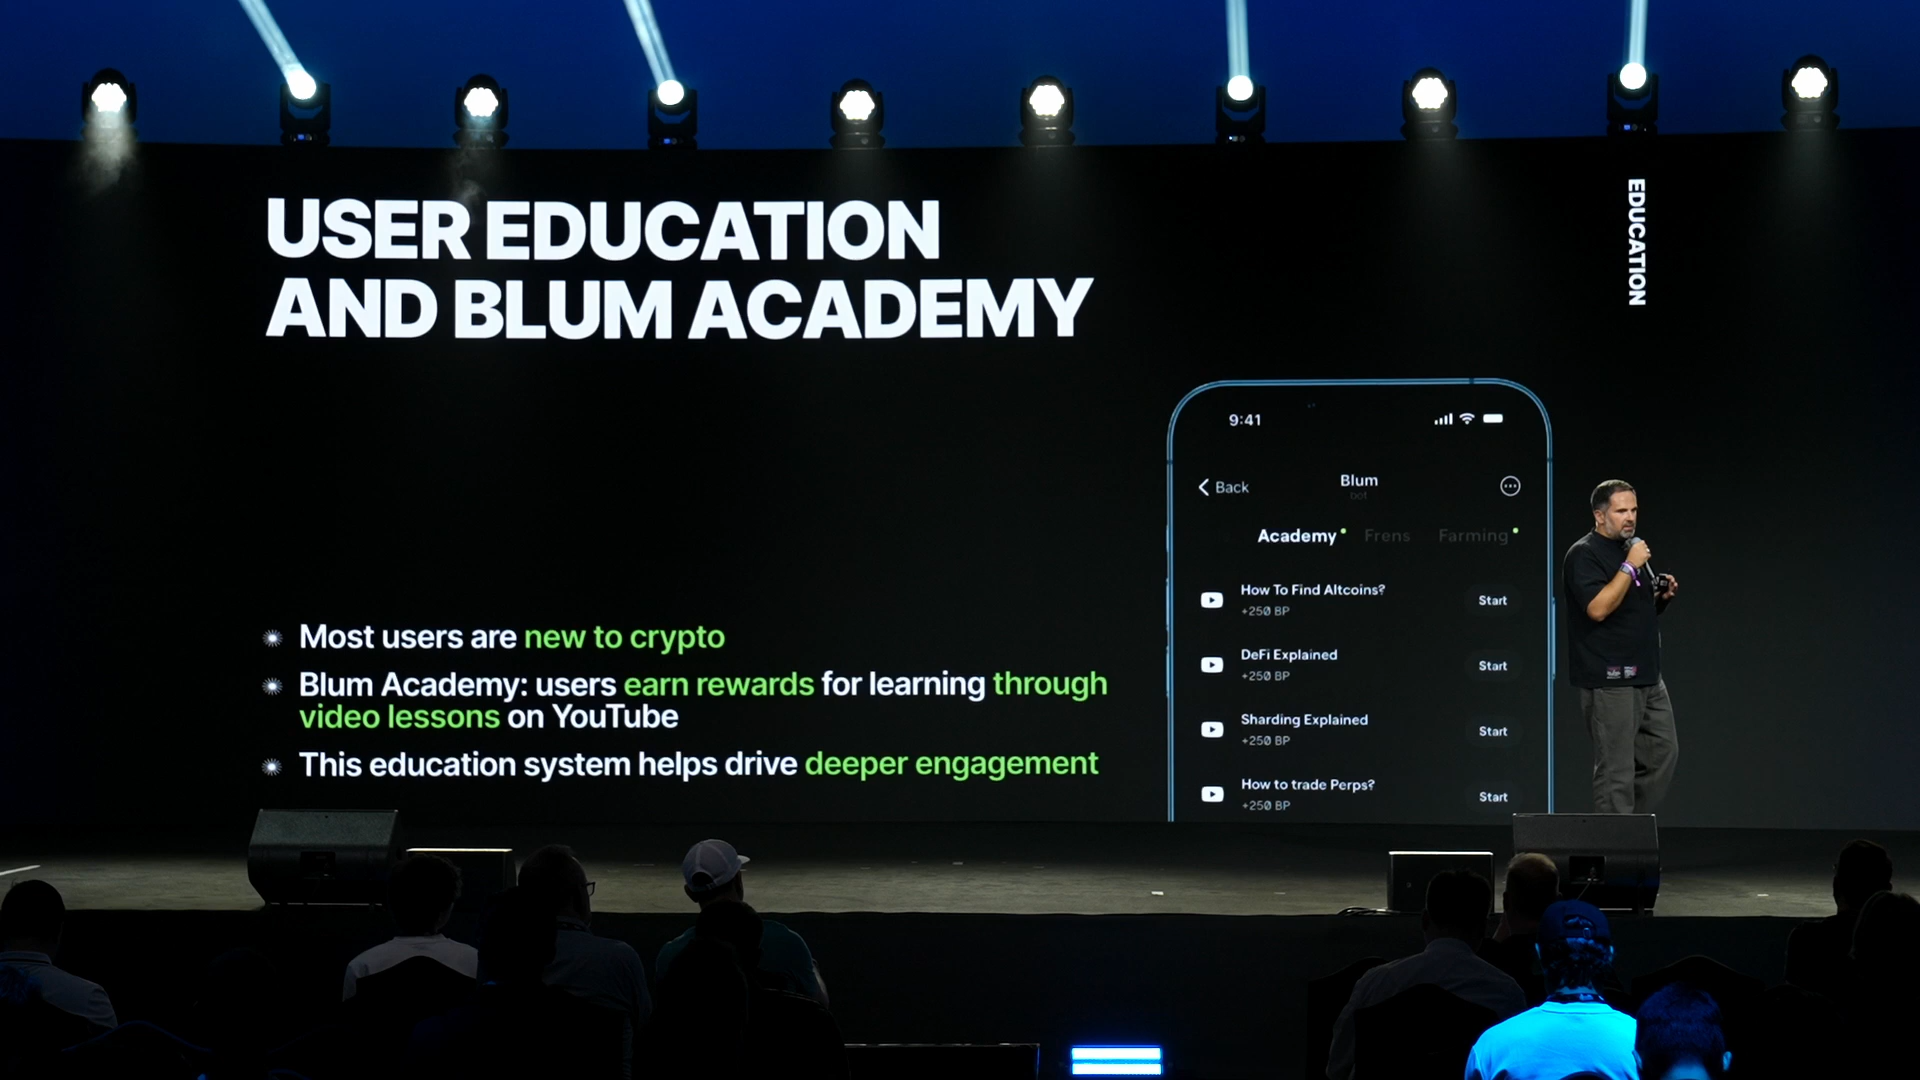 USER EDUCATION
AND BLUM ACADEMY
EDUCATION
Most users are new to crypto
Blum Academy: users earn rewards for learning through
video lessons on YouTube
This education system helps drive deeper engagement
9:41
Back
Blum
bot
Academy Frens Farming
How To Find Altcoins?
+250 BP
Start
DeFi Explained
+250 BP
Start
Sharding Explained
+250 BP
Start
How to trade Perps?
+250 BP
Start